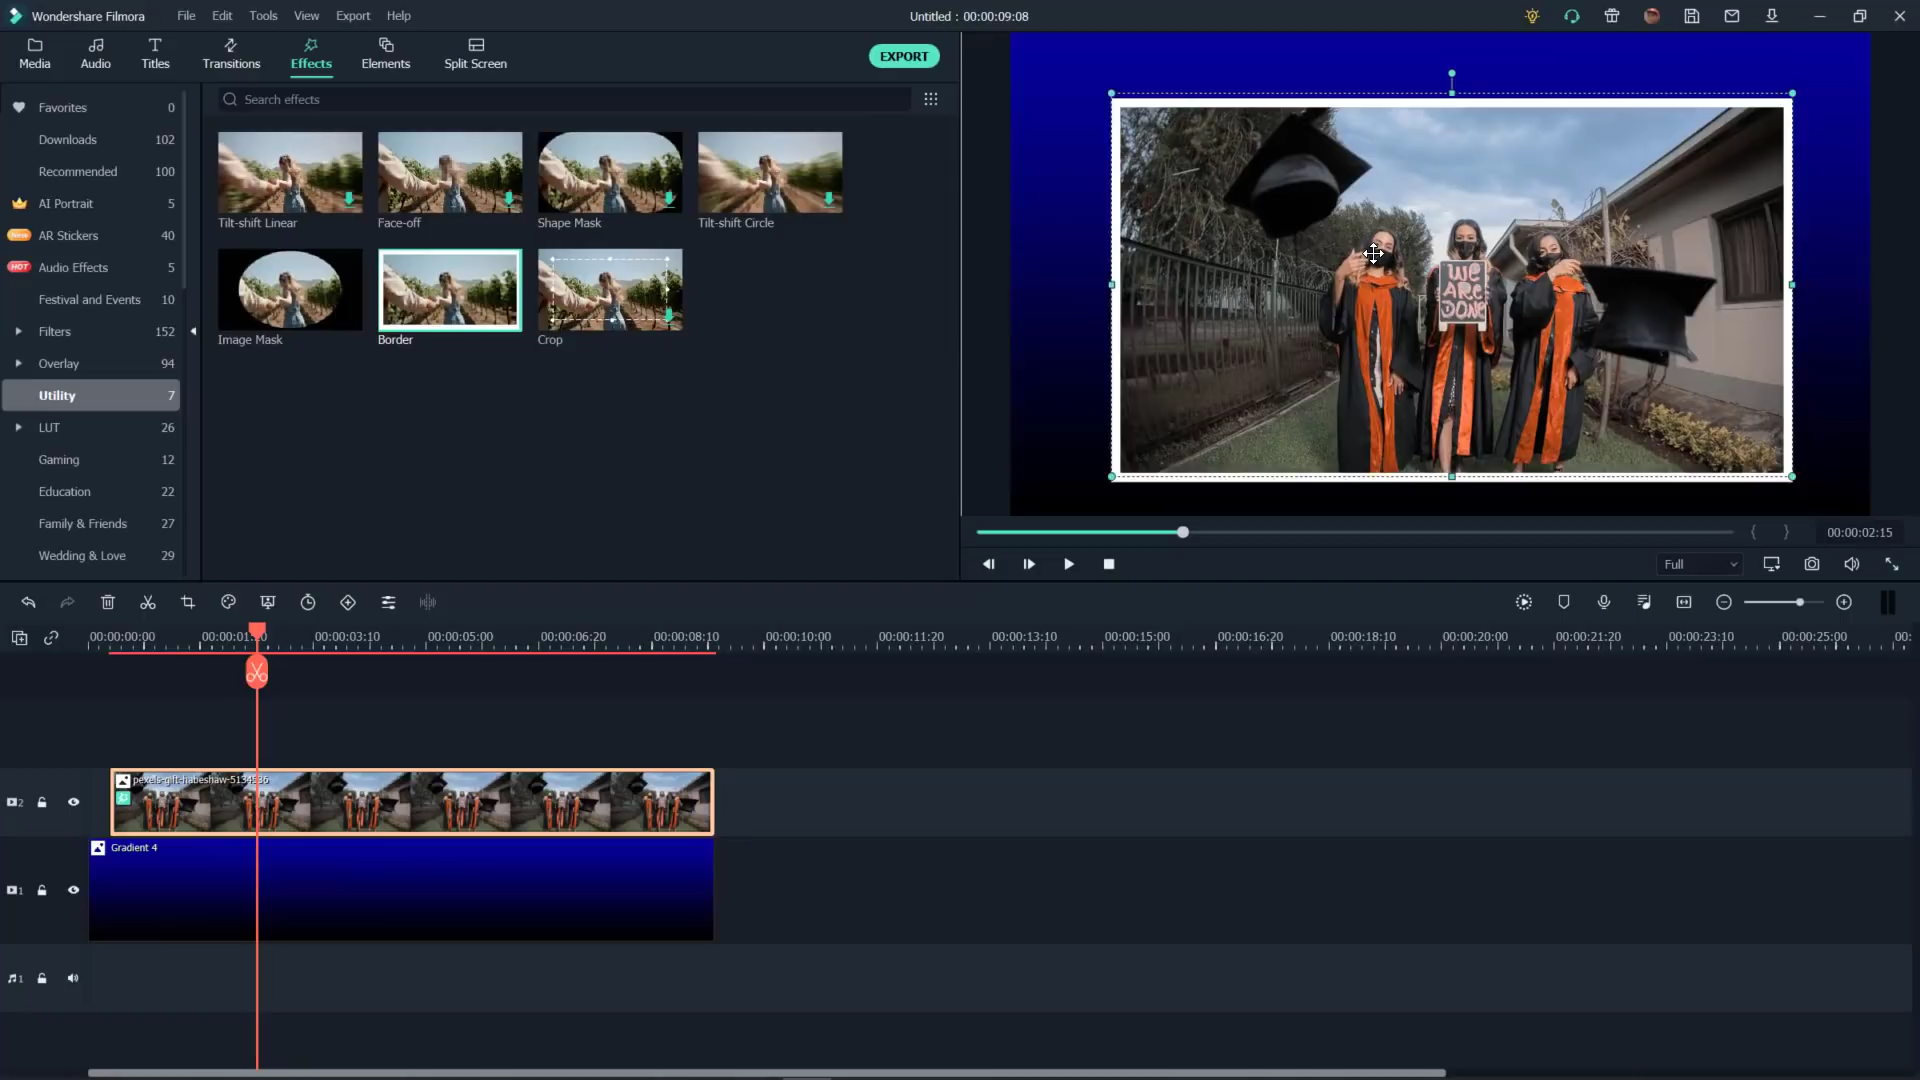 Wondershare Filmora File Edit Tools View Export Help Untitled : 00:00:09:08
Media Audio Titles Transitions Effects Elements Split Screen EXPORT
Search effects
Favorites 0
Downloads 102
Recommended 100
AI Portrait 5
New AR Stickers 40
HOT Audio Effects 5
Festival and Events 10
Filters 152
Overlay 94
Utility 7
LUT 26
Gaming 12
Education 22
Family & Friends 27
Wedding & Love 29
Tilt-shift Linear Face-off Shape Mask Tilt-shift Circle
Image Mask Border Crop
WE
ARE
DONE
00:00:02:15
Full
00:00:00:00 00:00:03:10 00:00:05:00 00:00:06:20 00:00:08:10 00:00:10:00 00:00:11:20 00:00:13:10 00:00:15:00 00:00:16:20 00:00:18:10 00:00:20:00 00:00:21:20 00:00:23:10 00:00:25:00 00:
2
Gradient 4
1
1